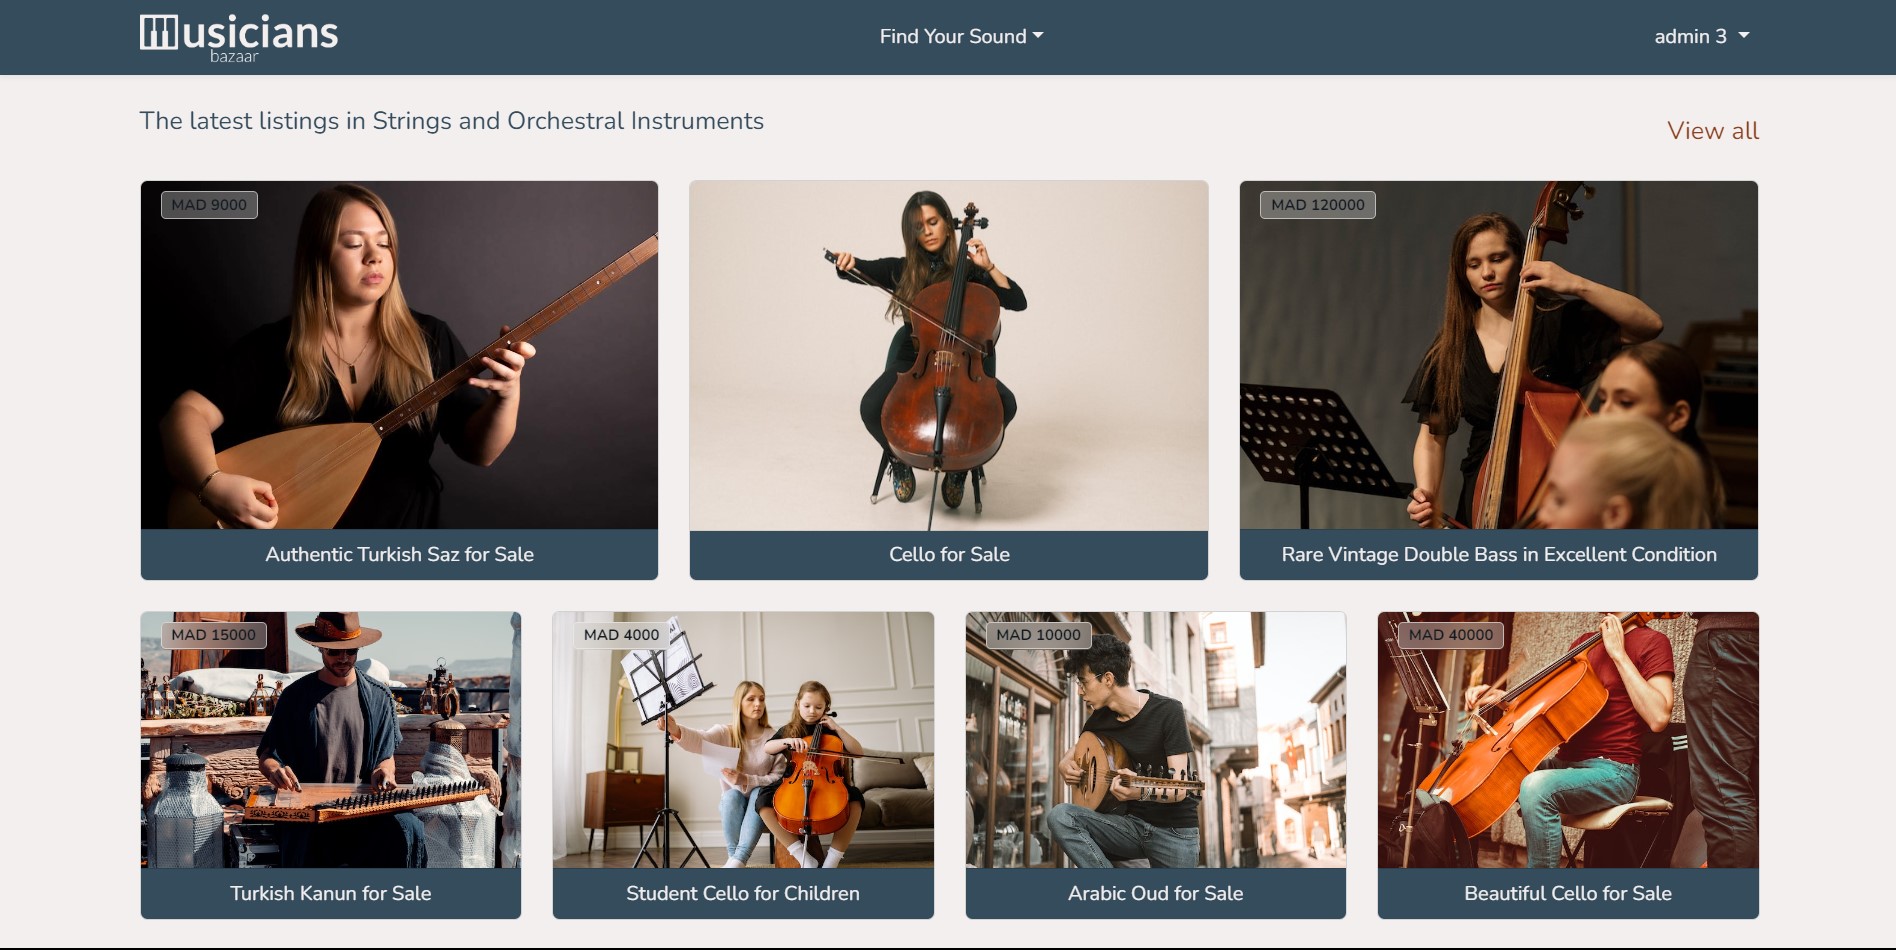 Musicians
bazaar
Find Your Sound
admin 3
The latest listings in Strings and Orchestral Instruments
View all
MAD 9000
MAD 120000
Authentic Turkish Saz for Sale
Cello for Sale
Rare Vintage Double Bass in Excellent Condition
MAD 15000
MAD 4000
MAD 10000
MAD 40000
Turkish Kanun for Sale
Student Cello for Children
Arabic Oud for Sale
Beautiful Cello for Sale